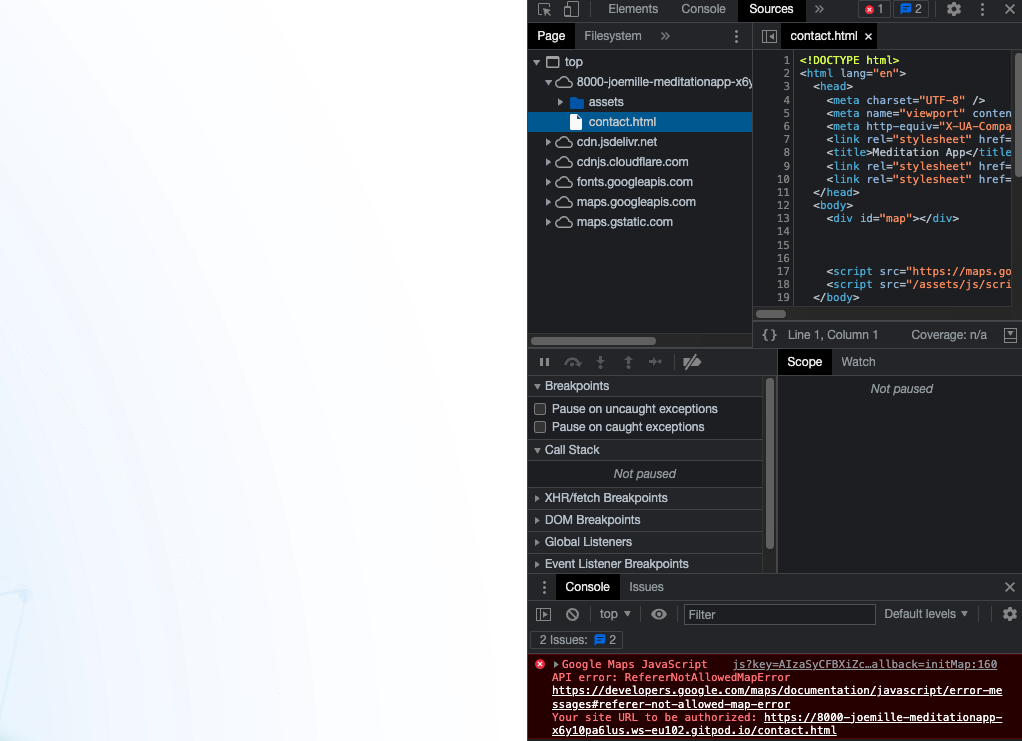 Elements Console Sources » 1 2
Page Filesystem »
contact.html ×
top
8000-joemille-meditationapp-x6y
assets
contact.html
cdn.jsdelivr.net
cdnjs.cloudflare.com
fonts.googleapis.com
maps.googleapis.com
maps.gstatic.com
1 <!DOCTYPE html>
2 <html lang="en">
3 <head>
4 <meta charset="UTF-8" />
5 <meta name="viewport" conten
6 <meta http-equiv="X-UA-Compa
7 <link rel="stylesheet" href=
8 <title>Meditation App</title
9 <link rel="stylesheet" href=
10 <link rel="stylesheet" href=
11 </head>
12 <body>
13 <div id="map"></div>
14
15
16
17 <script src="https://maps.go
18 <script src="/assets/js/scri
19 </body>
{} Line 1, Column 1 Coverage: n/a
Breakpoints
Pause on uncaught exceptions
Pause on caught exceptions
Call Stack
Not paused
XHR/fetch Breakpoints
DOM Breakpoints
Global Listeners
Event Listener Breakpoints
Scope Watch
Not paused
Console Issues
top Filter Default levels
2 Issues: 2
Google Maps JavaScript js?key=AIzaSyCFBXiZc…allback=initMap:160
API error: RefererNotAllowedMapError
https://developers.google.com/maps/documentation/javascript/error-me
ssages#referer-not-allowed-map-error
Your site URL to be authorized: https://8000-joemille-meditationapp-
x6y10pa6lus.ws-eu102.gitpod.io/contact.html